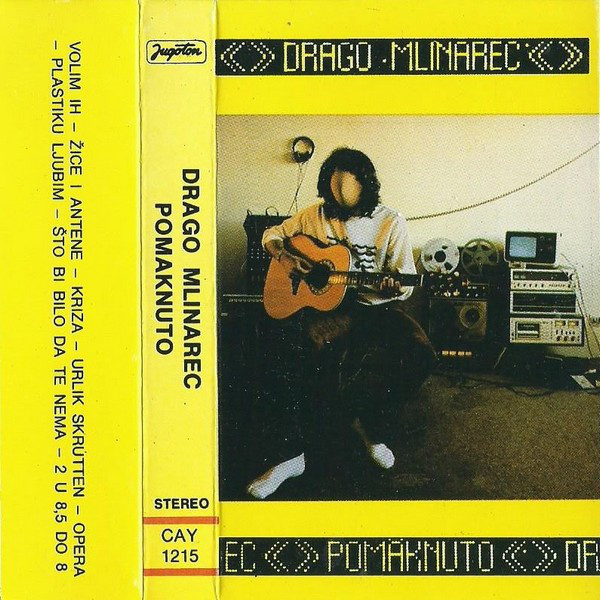 VOLIM IH – ŽICE I ANTENE – KRIZA – URLIK SKRUTTEN – OPERA
– PLASTIKU LJUBIM – ŠTO BI BILO DA TE NEMA – 2 U 8,5 DO 8
Jugoton
DRAGO MLINAREC
POMAKNUTO
STEREO
CAY
1215
DRAGO MLINAREC
EC POMAKNUTO DR